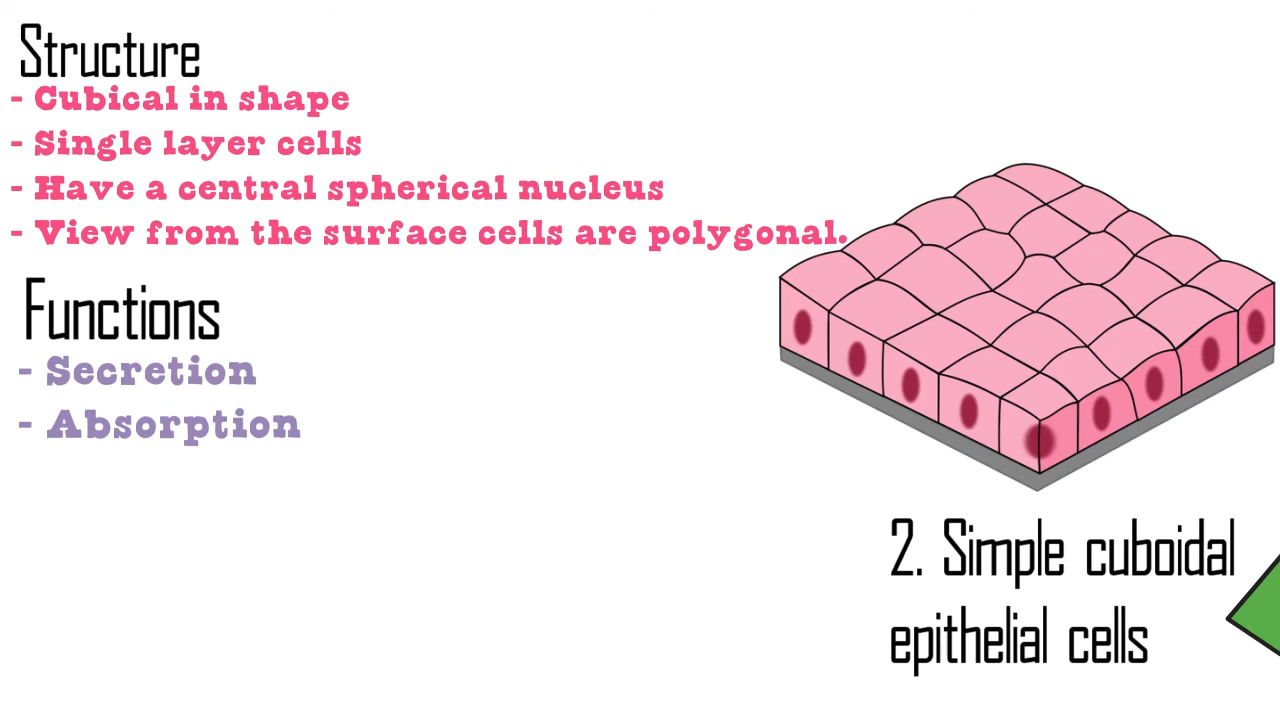 Structure
- Cubical in shape
- Single layer cells
- Have a central spherical nucleus
- View from the surface cells are polygonal.
Functions
- Secretion
- Absorption
2. Simple cuboidal
epithelial cells